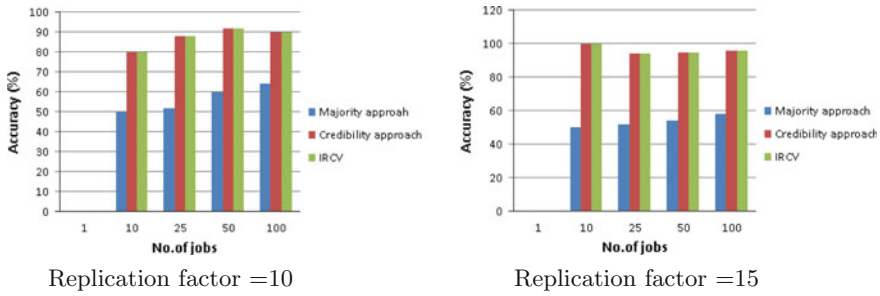 100
90
80
70
60
50
40
30
20
10
0
Accuracy (%)
1 10 25 50 100
No.of jobs
Majority approah
Credibility approach
IRCV
Replication factor =10
120
100
80
60
40
20
0
Accuracy (%)
1 10 25 50 100
No.of jobs
Majority approach
Credibility approach
IRCV
Replication factor =15